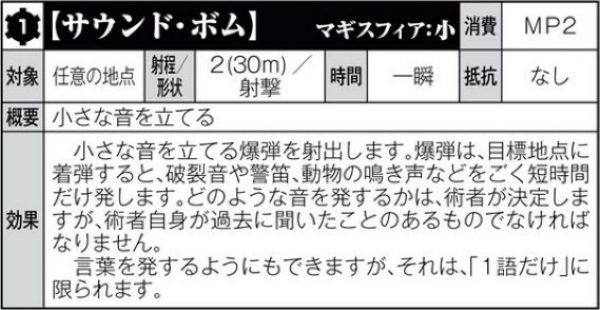 1 【サウンド・ボム】 マギスフィア:小 消費 MP2
対象 任意の地点 射程/形状 2(30m)/射撃 時間 一瞬 抵抗 なし
概要 小さな音を立てる
効果
小さな音を立てる爆弾を射出します。爆弾は、目標地点に
着弾すると、破裂音や警笛、動物の鳴き声などをごく短時間
だけ発します。どのような音を発するかは、術者が決定しま
すが、術者自身が過去に聞いたことのあるものでなければ
なりません。
言葉を発するようにもできますが、それは、「1語だけ」に
限られます。